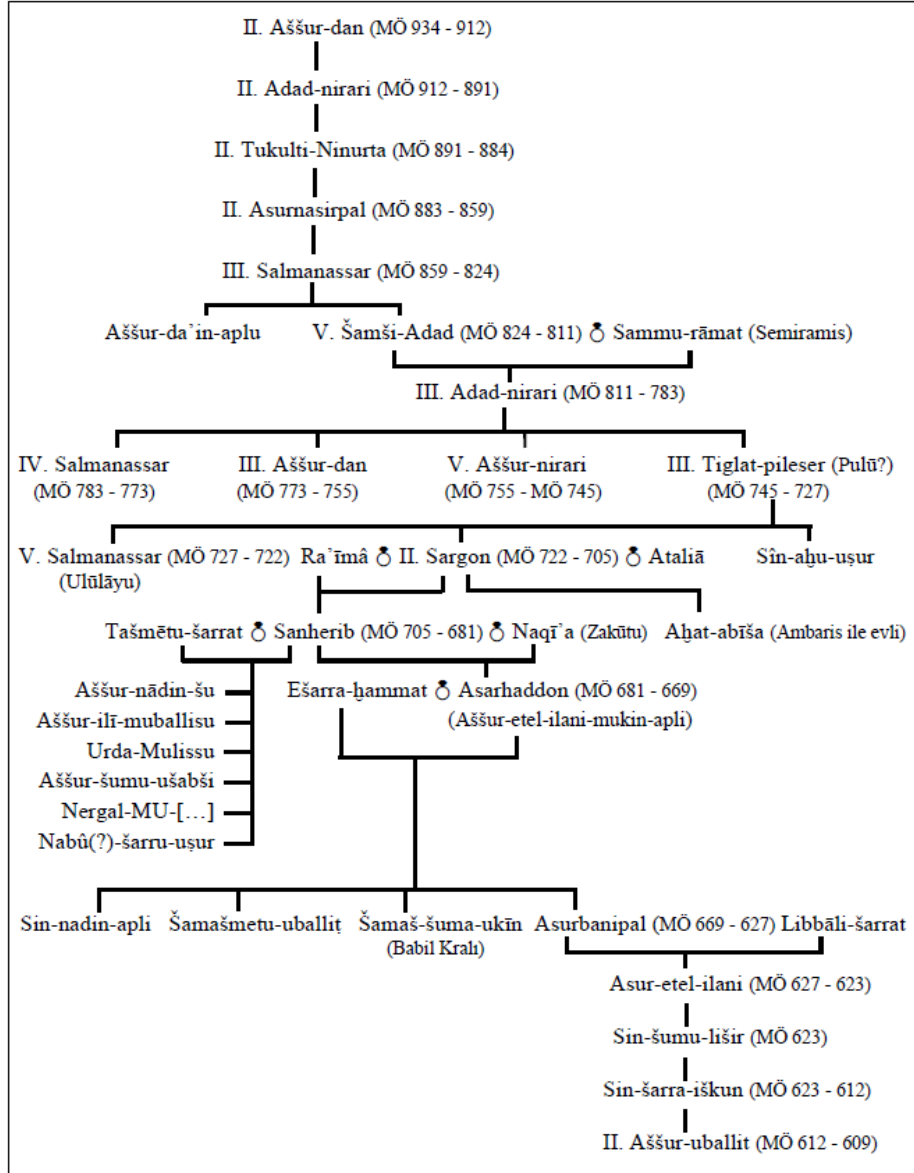 II. Aššur-dan (MÖ 934 - 912)
II. Adad-nirari (MÖ 912 - 891)
II. Tukulti-Ninurta (MÖ 891 - 884)
II. Asurnasirpal (MÖ 883 - 859)
III. Salmanassar (MÖ 859 - 824)
Aššur-da’in-aplu V. Šamši-Adad (MÖ 824 - 811) Sammu-rāmat (Semiramis)
III. Adad-nirari (MÖ 811 - 783)
IV. Salmanassar III. Aššur-dan V. Aššur-nirari III. Tiglat-pileser (Pulū?)
(MÖ 783 - 773) (MÖ 773 - 755) (MÖ 755 - MÖ 745) (MÖ 745 - 727)
V. Salmanassar (MÖ 727 - 722) Ra’īmâ II. Sargon (MÖ 722 - 705) Ataliā Sîn-aḫu-uṣur
(Ulūlāyu)
Tašmētu-šarrat Sanherib (MÖ 705 - 681) Naqī’a (Zakūtu) Aḫat-abīša (Ambaris ile evli)
Aššur-nādin-šu Ešarra-ḫammat Asarhaddon (MÖ 681 - 669)
Aššur-ilī-muballisu (Aššur-etel-ilani-mukin-apli)
Urda-Mulissu
Aššur-šumu-ušabši
Nergal-MU-[…]
Nabû(?)-šarru-uṣur
Sin-nadin-apli Šamašmetu-uballiṭ Šamaš-šuma-ukīn Asurbanipal (MÖ 669 - 627) Libbāli-šarrat
(Babil Kralı)
Asur-etel-ilani (MÖ 627 - 623)
Sin-šumu-lišir (MÖ 623)
Sin-šarra-iškun (MÖ 623 - 612)
II. Aššur-uballit (MÖ 612 - 609)